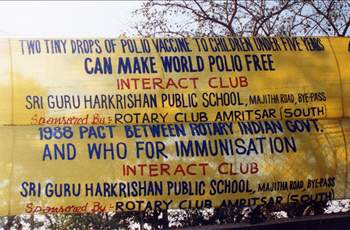 TWO TINY DROPS OF POLIO VACCINE TO CHILDREN UNDER FIVE YEARS
CAN MAKE WORLD POLIO FREE
INTERACT CLUB
SRI GURU HARKRISHAN PUBLIC SCHOOL, MAJITHA ROAD, BYE-PASS
Sponsored By:- ROTARY CLUB AMRITSAR (SOUTH)
1988 PACT BETWEEN ROTARY INDIAN GOVT.
AND WHO FOR IMMUNISATION
INTERACT CLUB
SRI GURU HARKRISHAN PUBLIC SCHOOL, MAJITHA ROAD, BYE-PASS
Sponsored By:- ROTARY CLUB AMRITSAR (SOUTH)